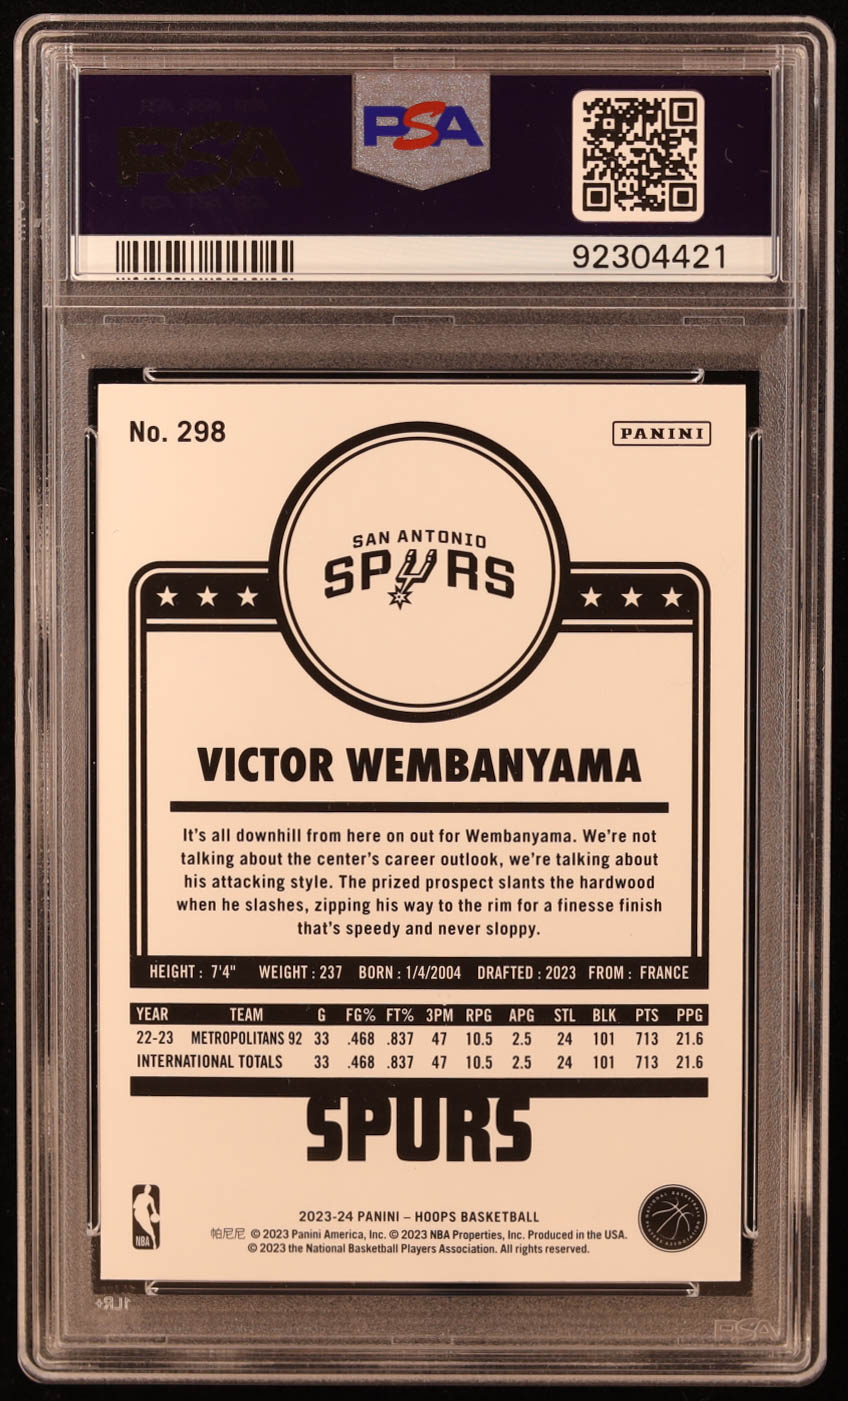 PSA
PSA
92304421
No. 298
PANINI
SAN ANTONIO
SPURS
VICTOR WEMBANYAMA
It's all downhill from here on out for Wembanyama. We're not
talking about the center's career outlook, we're talking about
his attacking style. The prized prospect slants the hardwood
when he slashes, zipping his way to the rim for a finesse finish
that's speedy and never sloppy.
HEIGHT: 7'4" WEIGHT: 237 BORN: 1/4/2004 DRAFTED: 2023 FROM: FRANCE
YEAR TEAM G FG% FT% 3PM RPG APG STL BLK PTS PPG
22-23 METROPOLITANS 92 33 .468 .837 47 10.5 2.5 24 101 713 21.6
INTERNATIONAL TOTALS 33 .468 .837 47 10.5 2.5 24 101 713 21.6
SPURS
NBA
NATIONAL BASKETBALL PLAYERS ASSOCIATION
2023-24 PANINI – HOOPS BASKETBALL
帕尼尼 © 2023 Panini America, Inc. © 2023 NBA Properties, Inc. Produced in the USA.
© 2023 the National Basketball Players Association. All rights reserved.
PSA